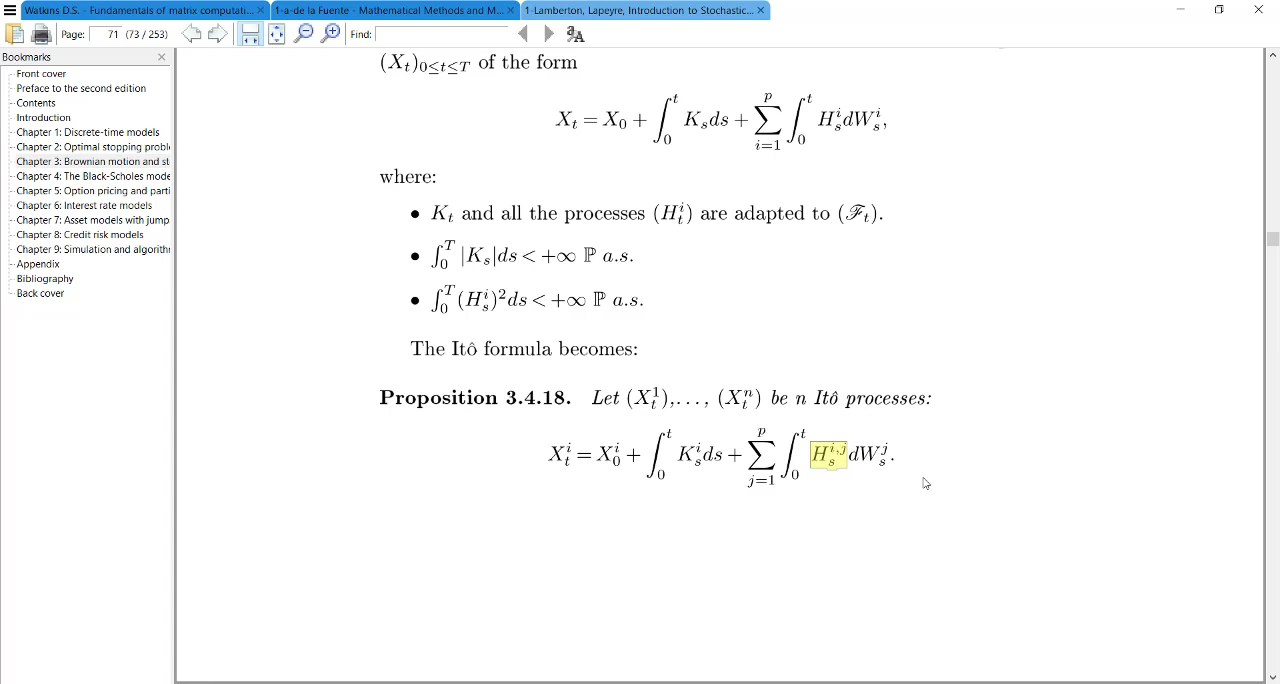 Watkins D.S. - Fundamentals of matrix computati...
1-a-de la Fuente - Mathematical Methods and M...
1-Lamberton, Lapeyre, Introduction to Stochastic...
Page: 71 (73 / 253) Find:
Bookmarks
Front cover
Preface to the second edition
Contents
Introduction
Chapter 1: Discrete-time models
Chapter 2: Optimal stopping proble
Chapter 3: Brownian motion and st
Chapter 4: The Black-Scholes mode
Chapter 5: Option pricing and parti
Chapter 6: Interest rate models
Chapter 7: Asset models with jump
Chapter 8: Credit risk models
Chapter 9: Simulation and algorithr
Appendix
Bibliography
Back cover
(X_t)_{0≤t≤T} of the form
X_t = X_0 + ∫_0^t K_s ds + ∑_{i=1}^p ∫_0^t H_s^i dW_s^i,
where:
• K_t and all the processes (H_t^i) are adapted to (ℱ_t).
• ∫_0^T |K_s|ds < +∞ ℙ a.s.
• ∫_0^T (H_s^i)^2 ds < +∞ ℙ a.s.
The Itô formula becomes:
Proposition 3.4.18. Let (X_t^1),..., (X_t^n) be n Itô processes:
X_t^i = X_0^i + ∫_0^t K_s^i ds + ∑_{j=1}^p ∫_0^t H_s^{i,j} dW_s^j.